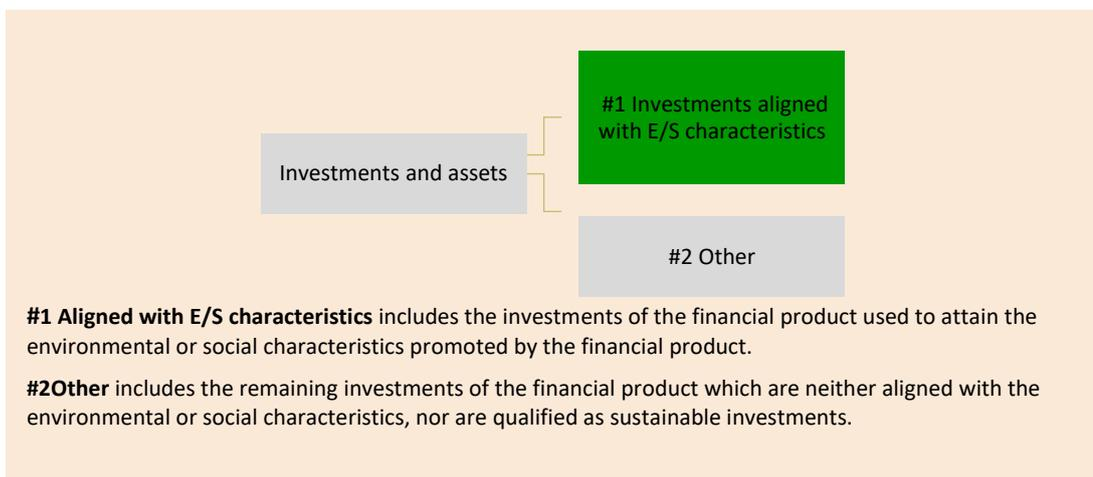 #1 Investments aligned
with E/S characteristics
Investments and assets
#2 Other
#1 Aligned with E/S characteristics includes the investments of the financial product used to attain the
environmental or social characteristics promoted by the financial product.
#2Other includes the remaining investments of the financial product which are neither aligned with the
environmental or social characteristics, nor are qualified as sustainable investments.